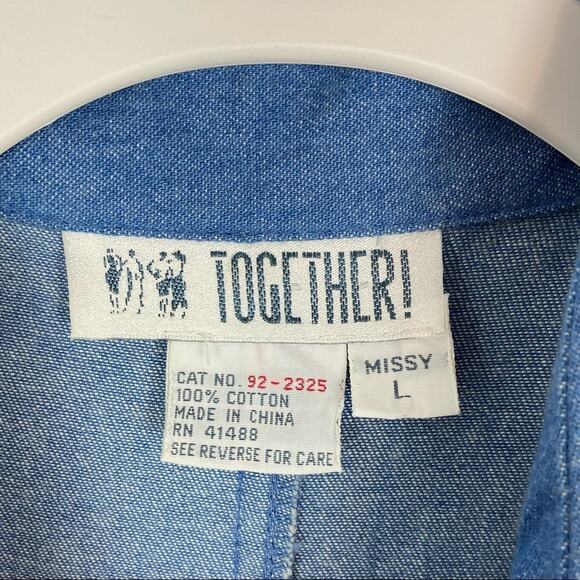 TOGETHER!
CAT NO. 92-2325
100% COTTON
MADE IN CHINA
RN 41488
SEE REVERSE FOR CARE
MISSY
L